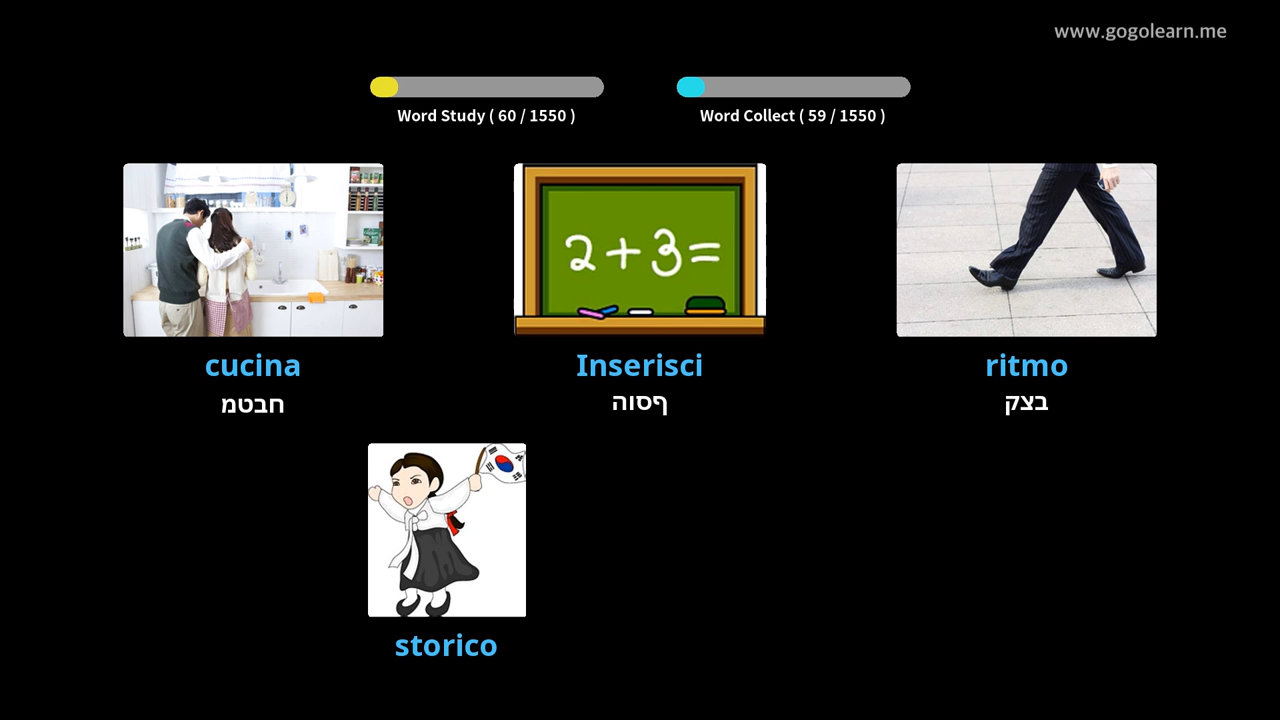 www.gogolearn.me
Word Study ( 60 / 1550 )
Word Collect ( 59 / 1550 )
2+3=
cucina
חבטמ
Inserisci
ףסוה
ritmo
בצק
storico